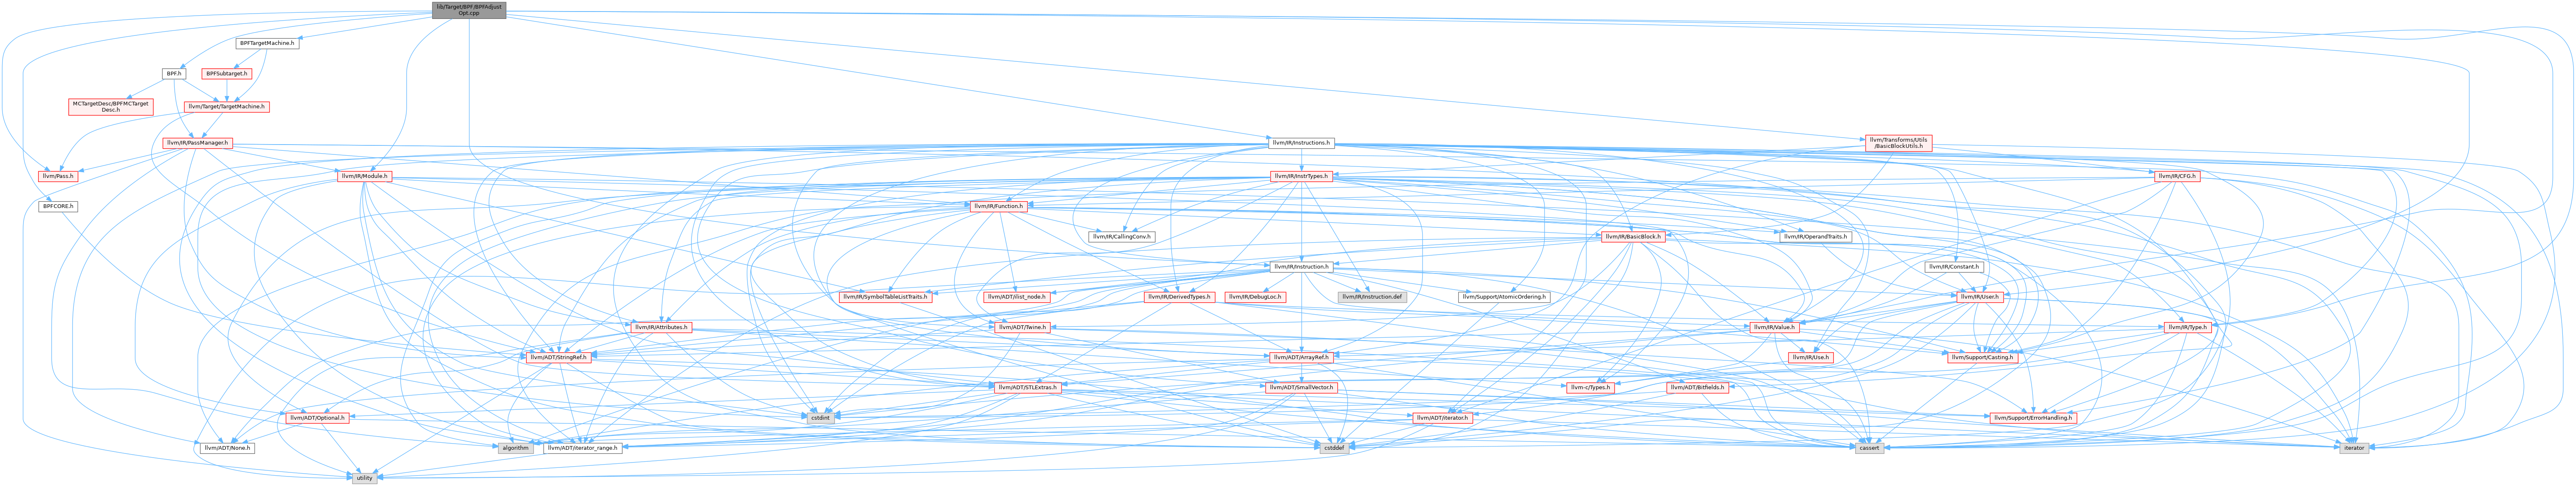 lib/Target/BPF/BPFAdjust
Opt.cpp
BPFTargetMachine.h
BPF.h
BPFSubtarget.h
MCTargetDesc/BPFMCTarget
Desc.h
llvm/Target/TargetMachine.h
llvm/IR/PassManager.h
llvm/IR/Instructions.h
llvm/Transforms/Utils
/BasicBlockUtils.h
llvm/Pass.h
llvm/IR/Module.h
llvm/IR/InstrTypes.h
llvm/IR/CFG.h
BPFCORE.h
llvm/IR/Function.h
llvm/IR/CallingConv.h
llvm/IR/BasicBlock.h
llvm/IR/OperandTraits.h
llvm/IR/Instruction.h
llvm/IR/Constant.h
llvm/IR/SymbolTableListTraits.h
llvm/ADT/ilist_node.h
llvm/IR/DerivedTypes.h
llvm/IR/DebugLoc.h
llvm/IR/Instruction.def
llvm/Support/AtomicOrdering.h
llvm/IR/User.h
llvm/IR/Attributes.h
llvm/ADT/Twine.h
llvm/IR/Value.h
llvm/IR/Type.h
llvm/ADT/StringRef.h
llvm/ADT/ArrayRef.h
llvm/IR/Use.h
llvm/Support/Casting.h
llvm/ADT/STLExtras.h
llvm/ADT/SmallVector.h
llvm-c/Types.h
llvm/ADT/Bitfields.h
llvm/ADT/Optional.h
cstdint
llvm/ADT/iterator.h
llvm/Support/ErrorHandling.h
llvm/ADT/None.h
algorithm
llvm/ADT/iterator_range.h
cstddef
cassert
iterator
utility